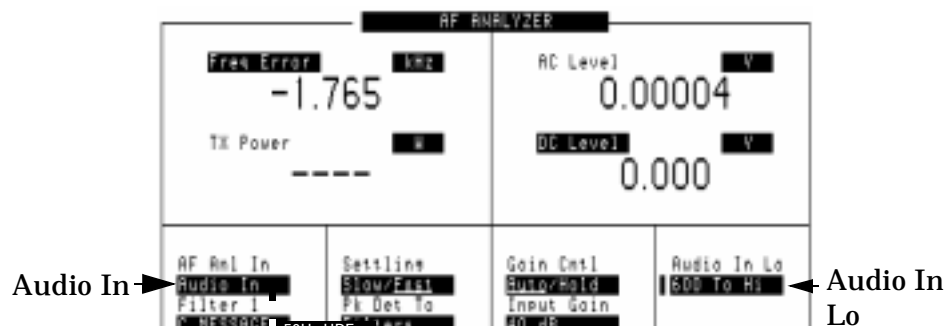 AF ANALYZER
Freq Error kHz
-1.765
TX Power W
----
AC Level V
0.00004
DC Level V
0.000
AF Anl In
Audio In
Filter 1
C MESSAGE
Settling
Slow/Fast
Pk Det To
Filters
Gain Cntl
Auto/Hold
Input Gain
40 dB
Audio In Lo
600 To Hi
Audio In
Audio In
Lo